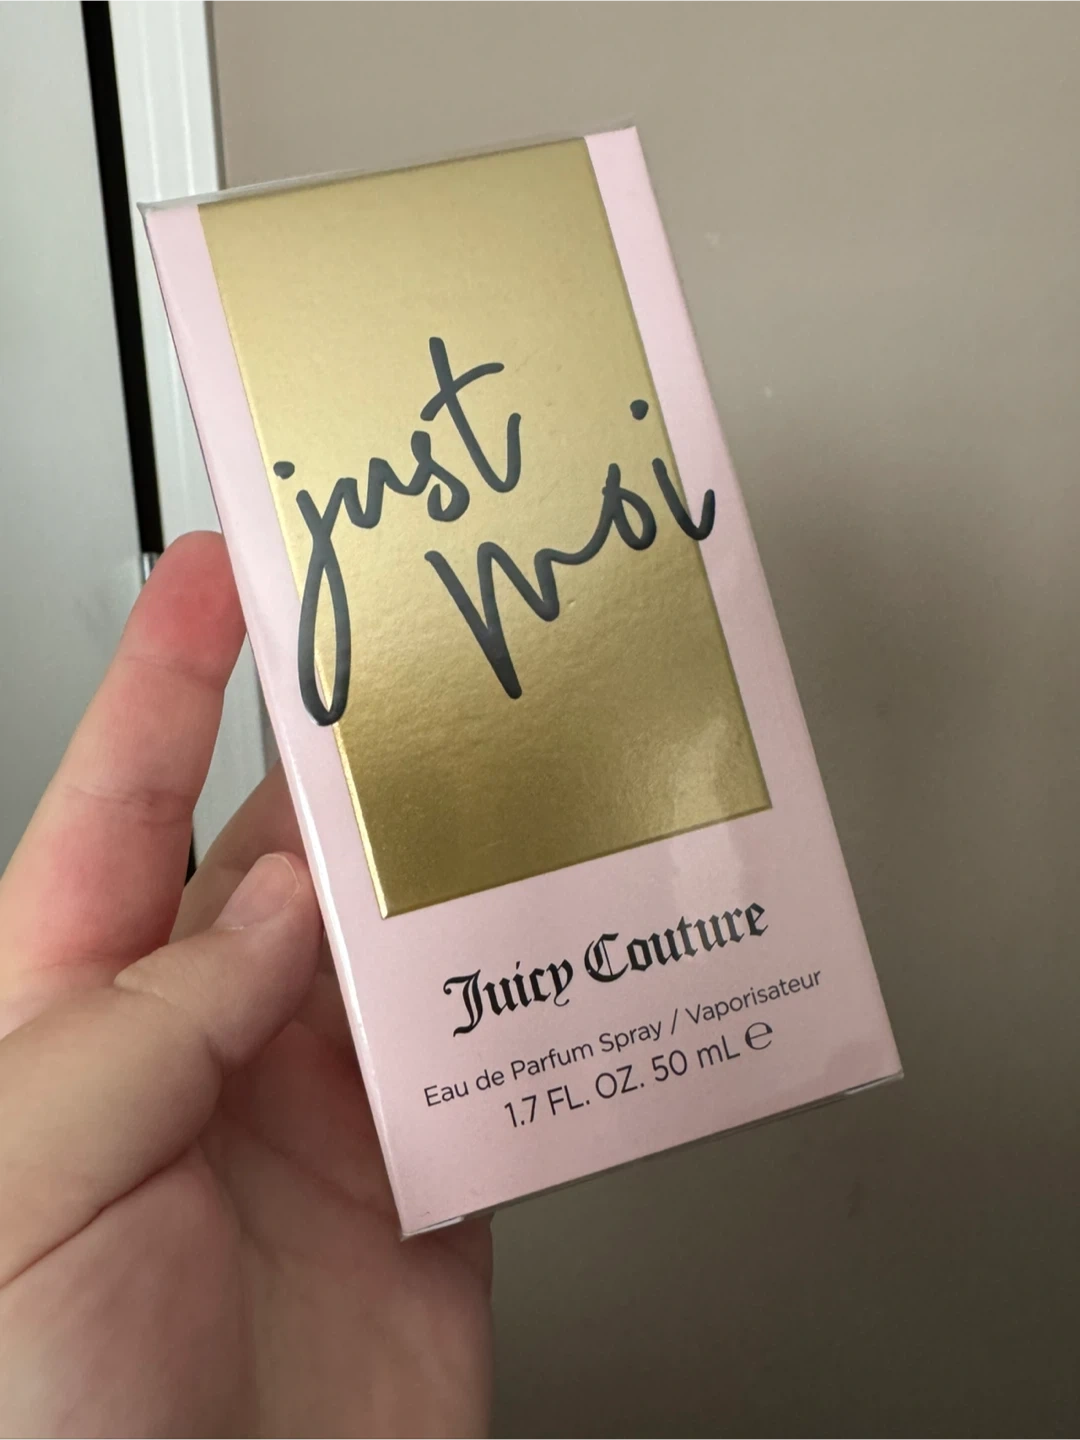 just
moi
Juicy Couture
Eau de Parfum Spray / Vaporisateur
1.7 FL. OZ. 50 mL ℮